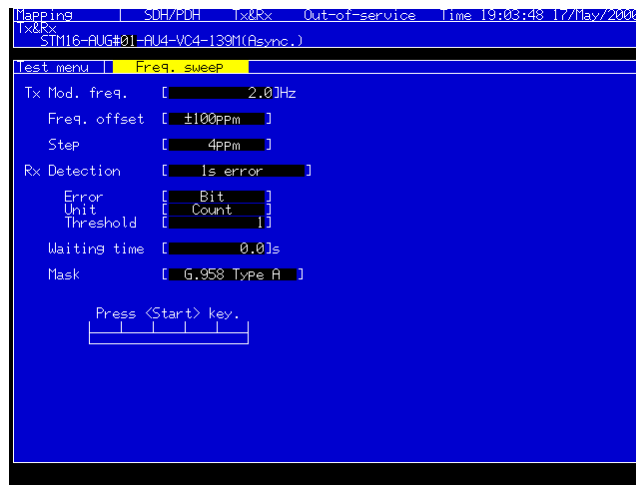 Mapping | SDH/PDH Tx&Rx Out-of-service Time 19:03:48 17/May/2000
Tx&Rx
STM16-AUG#01-AU4-VC4-139M(Async.)
Test menu | Freq. sweep
Tx Mod. freq. [ 2.0]Hz
Freq. offset [ ±100ppm ]
Step [ 4ppm ]
Rx Detection [ 1s error ]
Error [ Bit ]
Unit [ Count ]
Threshold [ 1]
Waiting time [ 0.0]s
Mask [ G.958 Type A ]
Press <Start> key.